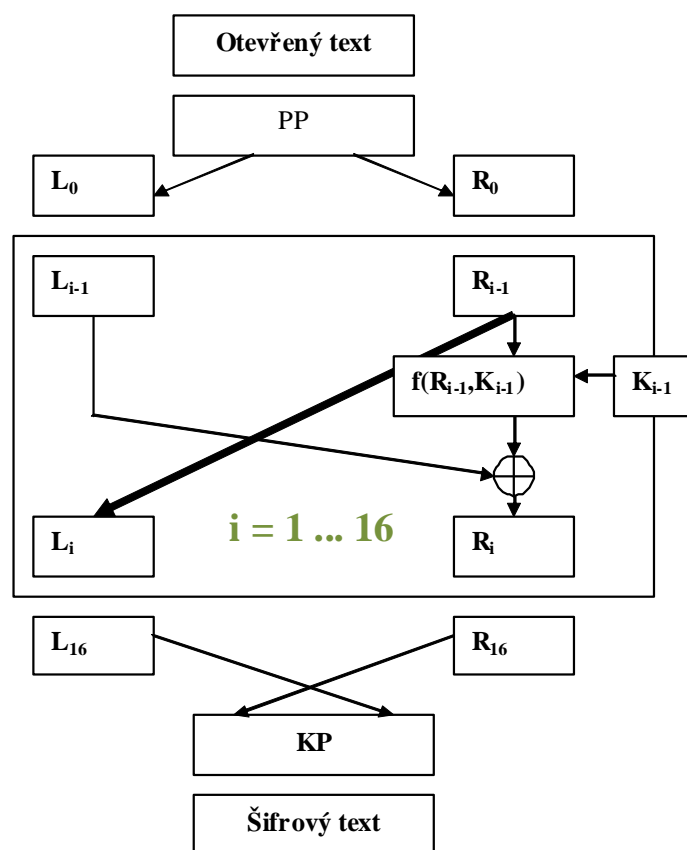 Otevřený text
PP
L₀ R₀
Lᵢ₋₁ Rᵢ₋₁
f(Rᵢ₋₁,Kᵢ₋₁) Kᵢ₋₁
i = 1 ... 16
Lᵢ Rᵢ
L₁₆ R₁₆
KP
Šifrový text